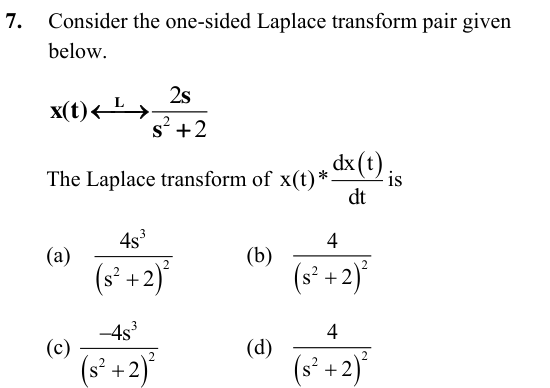 7. Consider the one-sided Laplace transform pair given
below.
x(t) ⟷ᴸ 2s / (s² + 2)
The Laplace transform of x(t) * dx(t)/dt is
(a) 4s³ / (s² + 2)² (b) 4 / (s² + 2)²
(c) –4s³ / (s² + 2)² (d) 4 / (s² + 2)²